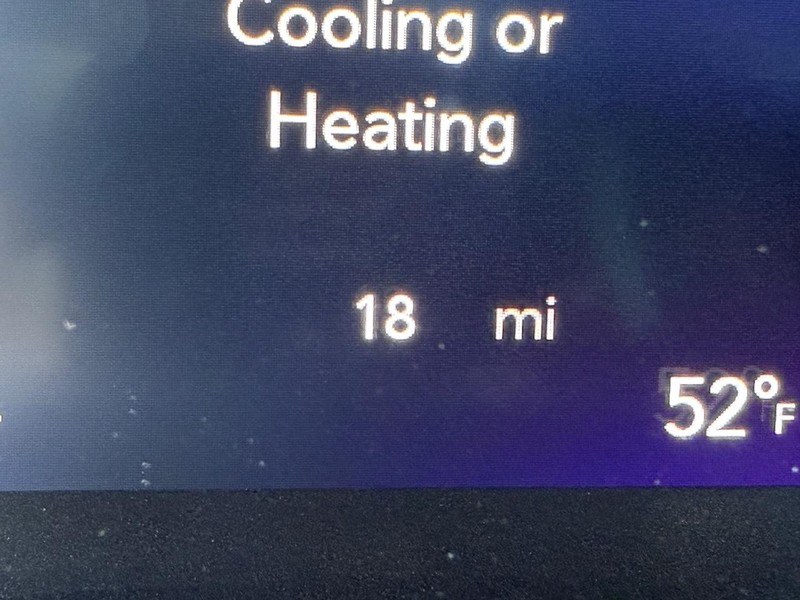 Cooling or
Heating
18 mi
52°F